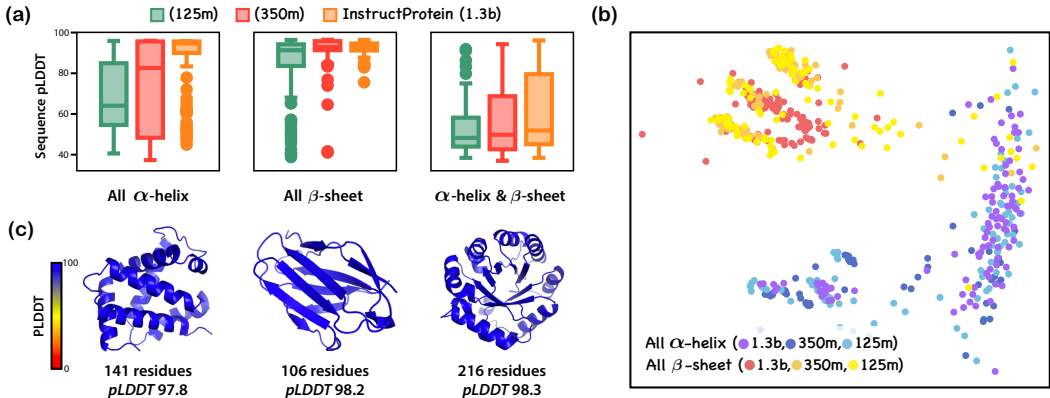 (a)
(125m) (350m) InstructProtein (1.3b)
Sequence pLDDT
100
80
60
40
All α-helix
All β-sheet
α-helix & β-sheet
(b)
All α-helix (1.3b, 350m, 125m)
All β-sheet (1.3b, 350m, 125m)
(c)
PLDDT
100
0
141 residues
pLDDT 97.8
106 residues
pLDDT 98.2
216 residues
pLDDT 98.3